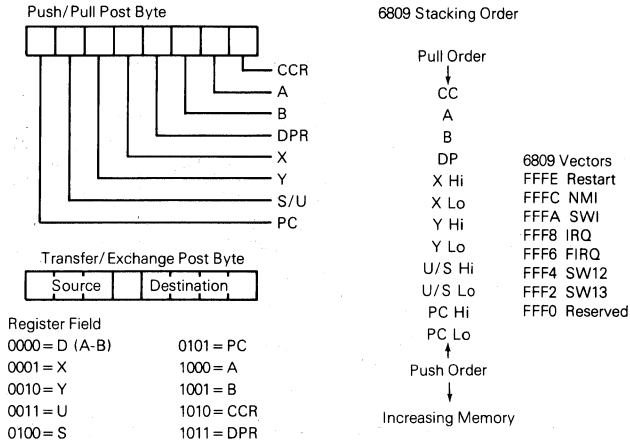 Push/Pull Post Byte
CCR
A
B
DPR
X
Y
S/U
PC
Transfer/Exchange Post Byte
Source Destination
Register Field
0000 = D (A-B)
0001 = X
0010 = Y
0011 = U
0100 = S
0101 = PC
1000 = A
1001 = B
1010 = CCR
1011 = DPR
6809 Stacking Order
Pull Order
CC
A
B
DP
X Hi
X Lo
Y Hi
Y Lo
U/S Hi
U/S Lo
PC Hi
PC Lo
Push Order
Increasing Memory
6809 Vectors
FFFE Restart
FFFC NMI
FFFA SWI
FFF8 IRQ
FFF6 FIRQ
FFF4 SW12
FFF2 SW13
FFF0 Reserved